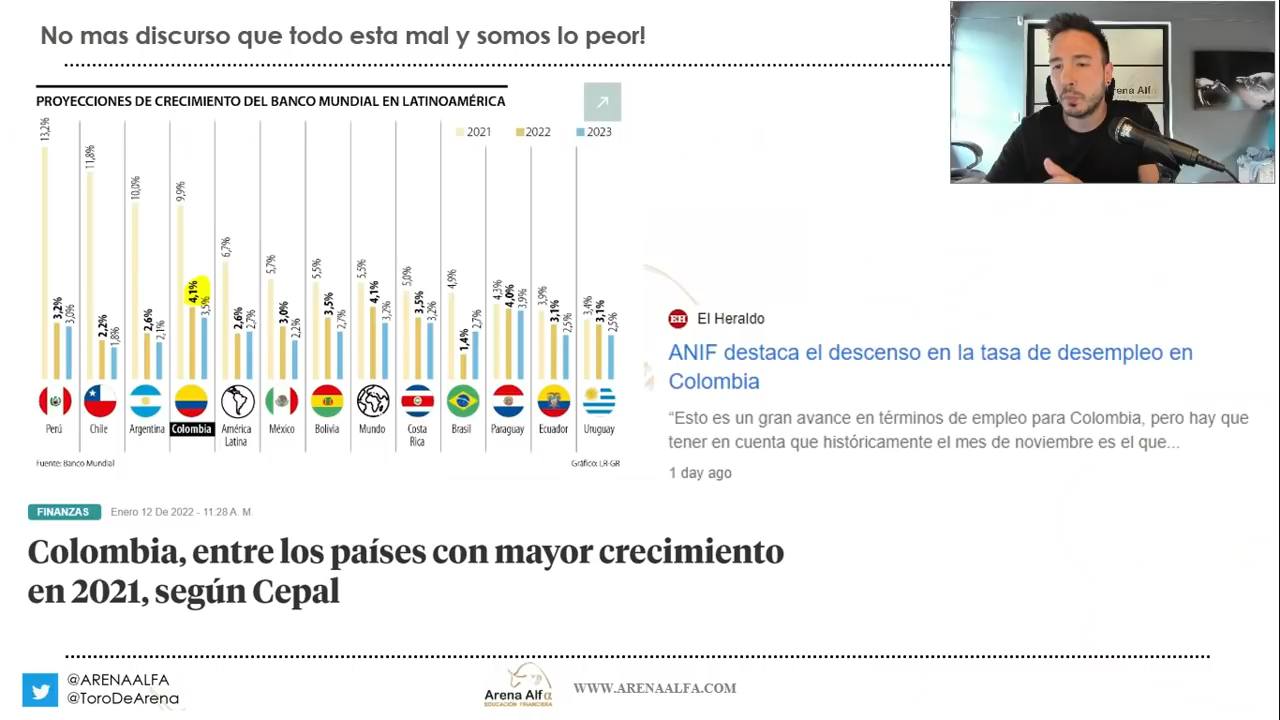 No mas discurso que todo esta mal y somos lo peor!
PROYECCIONES DE CRECIMIENTO DEL BANCO MUNDIAL EN LATINOAMÉRICA
2021 2022 2023
13,2% 3,2% 3,0%
11,8% 2,2% 1,8%
10,0% 2,6% 2,1%
9,9% 4,1% 3,5%
6,7% 2,6% 2,7%
5,7% 3,0% 2,2%
5,5% 3,5% 2,7%
5,5% 4,1% 3,2%
5,0% 3,5% 3,2%
4,9% 1,4% 2,7%
4,3% 4,0% 3,9%
3,9% 3,1% 2,5%
3,4% 3,1% 2,5%
Perú
Chile
Argentina
Colombia
América
Latina
México
Bolivia
Mundo
Costa
Rica
Brasil
Paraguay
Ecuador
Uruguay
Fuente: Banco Mundial
Gráfico: LR-GR
rena Alfa
EH El Heraldo
ANIF destaca el descenso en la tasa de desempleo en
Colombia
“Esto es un gran avance en términos de empleo para Colombia, pero hay que
tener en cuenta que históricamente el mes de noviembre es el que...
1 day ago
FINANZAS Enero 12 De 2022 - 11:28 A. M.
Colombia, entre los países con mayor crecimiento
en 2021, según Cepal
@ARENAALFA
@ToroDeArena
Arena Alfα
EDUCACIÓN FINANCIERA
WWW.ARENAALFA.COM